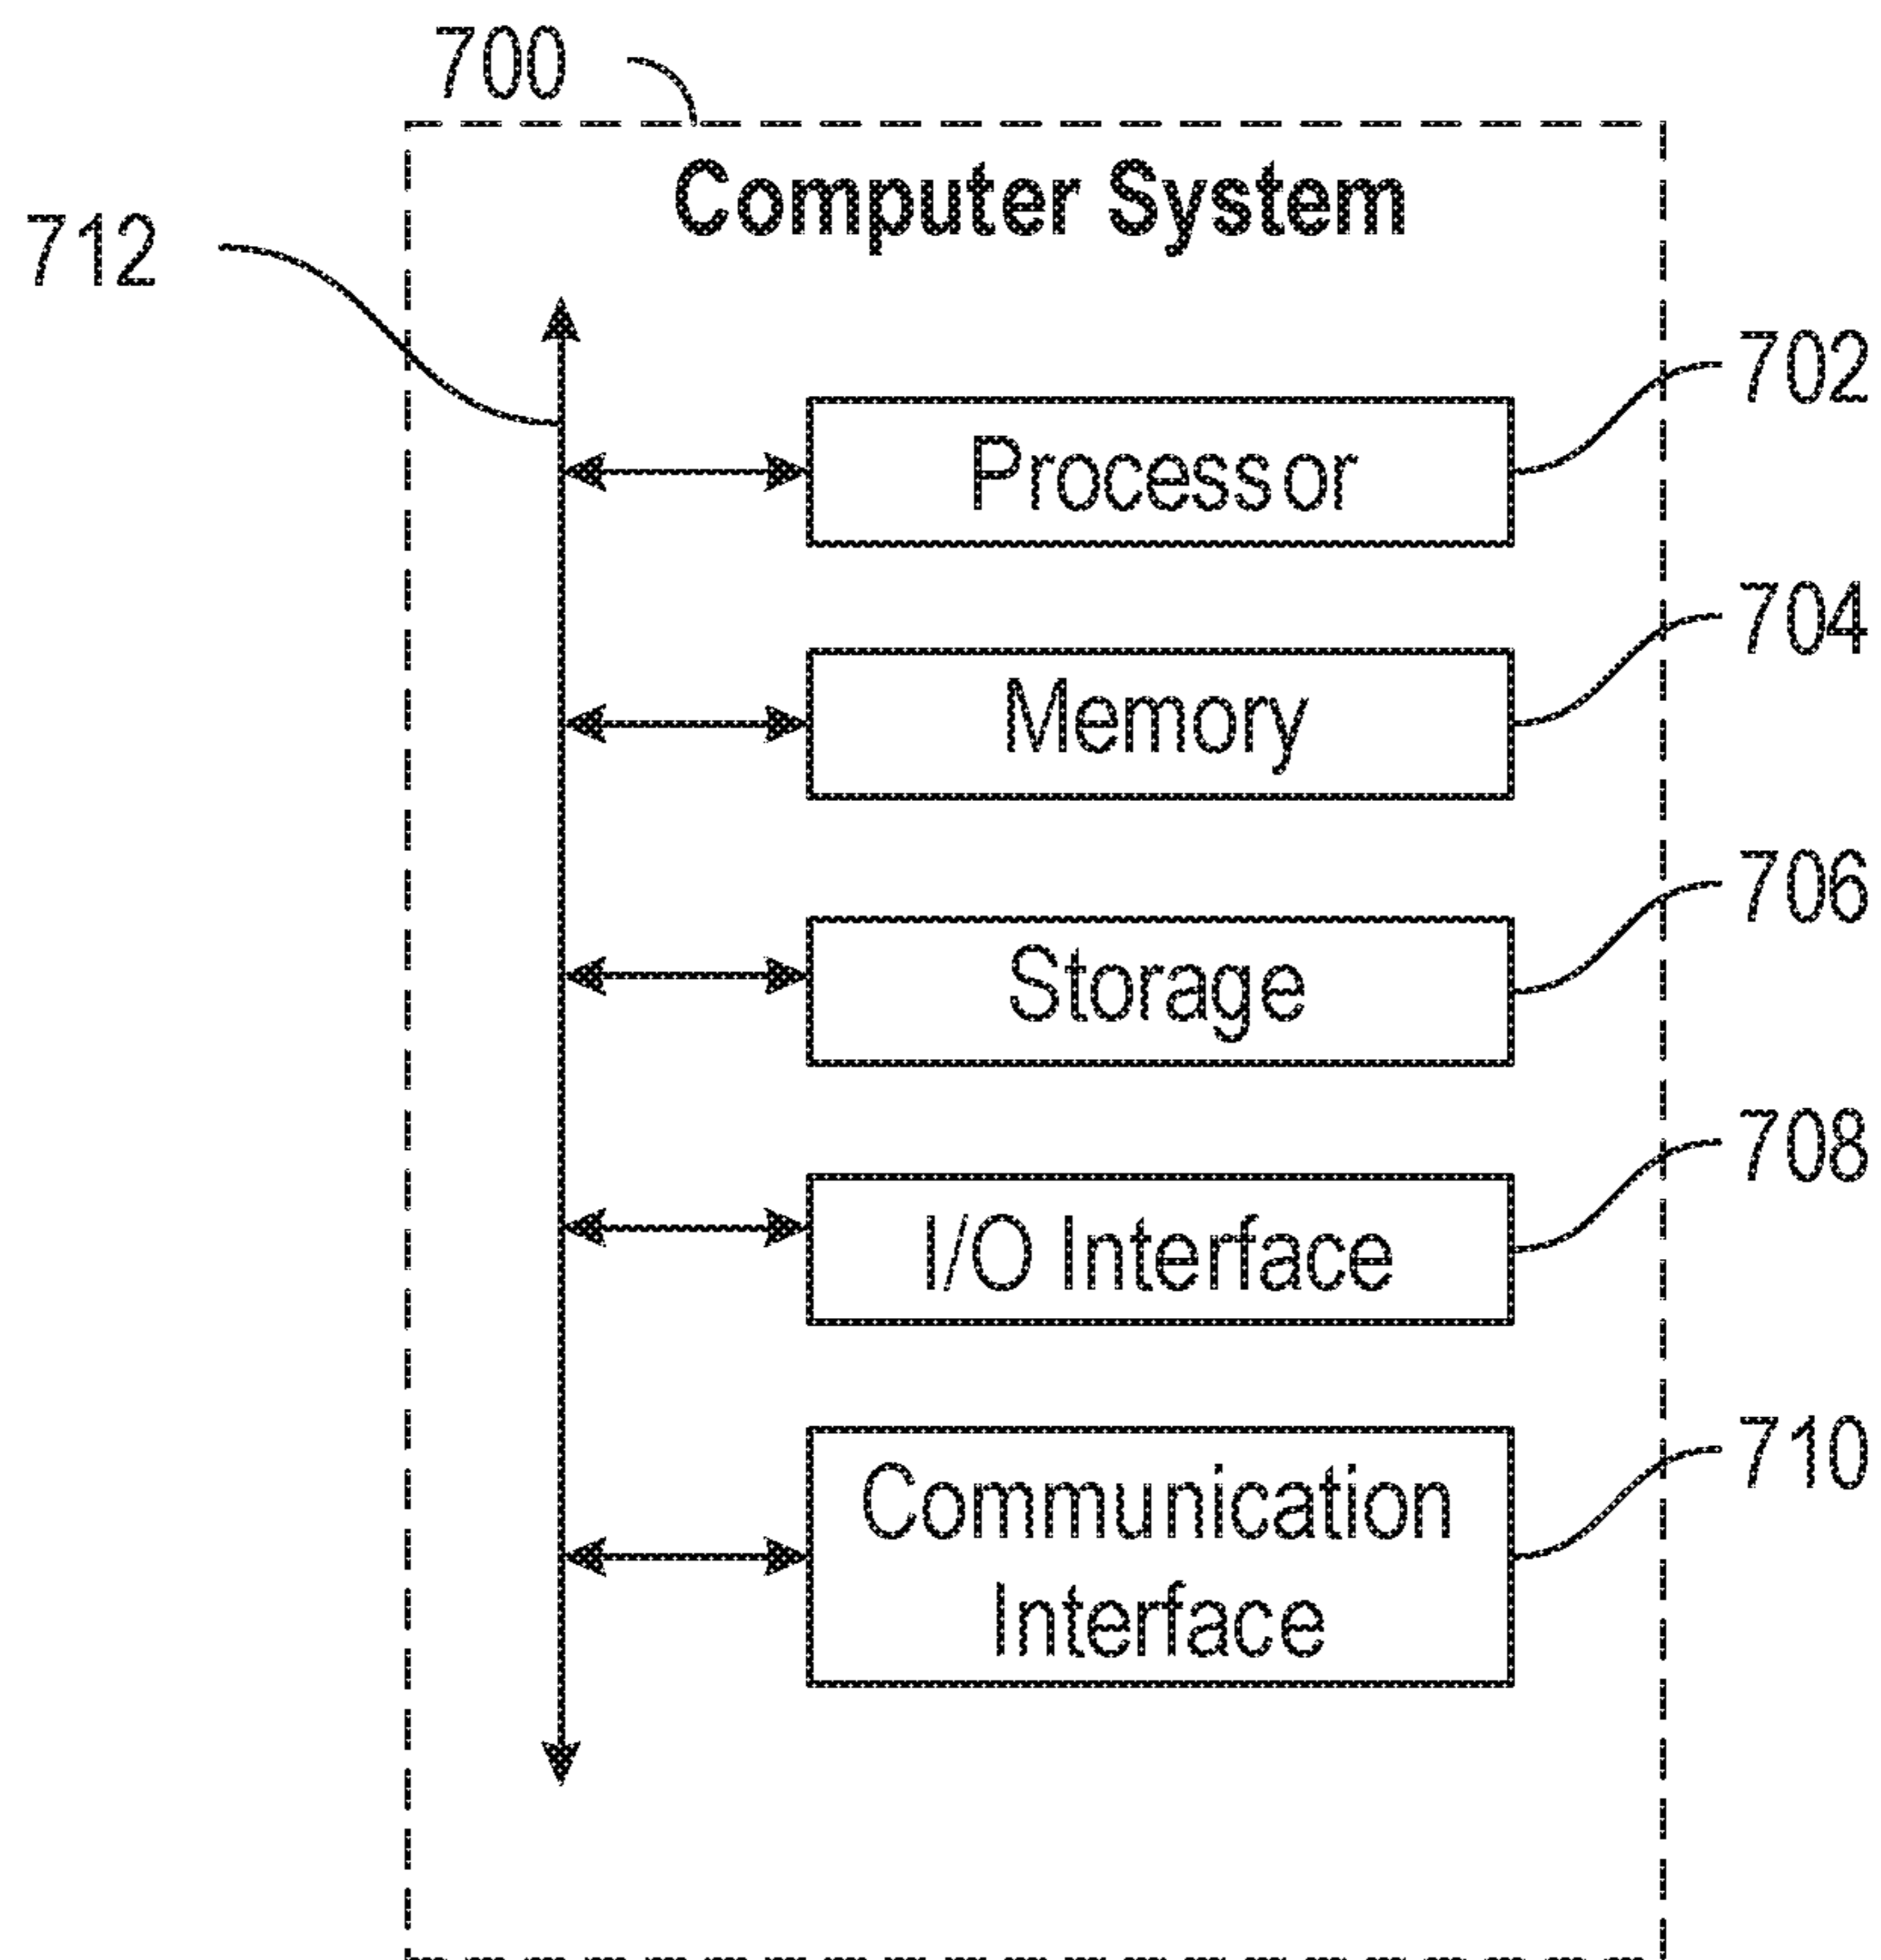 700
Computer System
712
702
Processor
704
Memory
706
Storage
708
I/O Interface
710
Communication
Interface